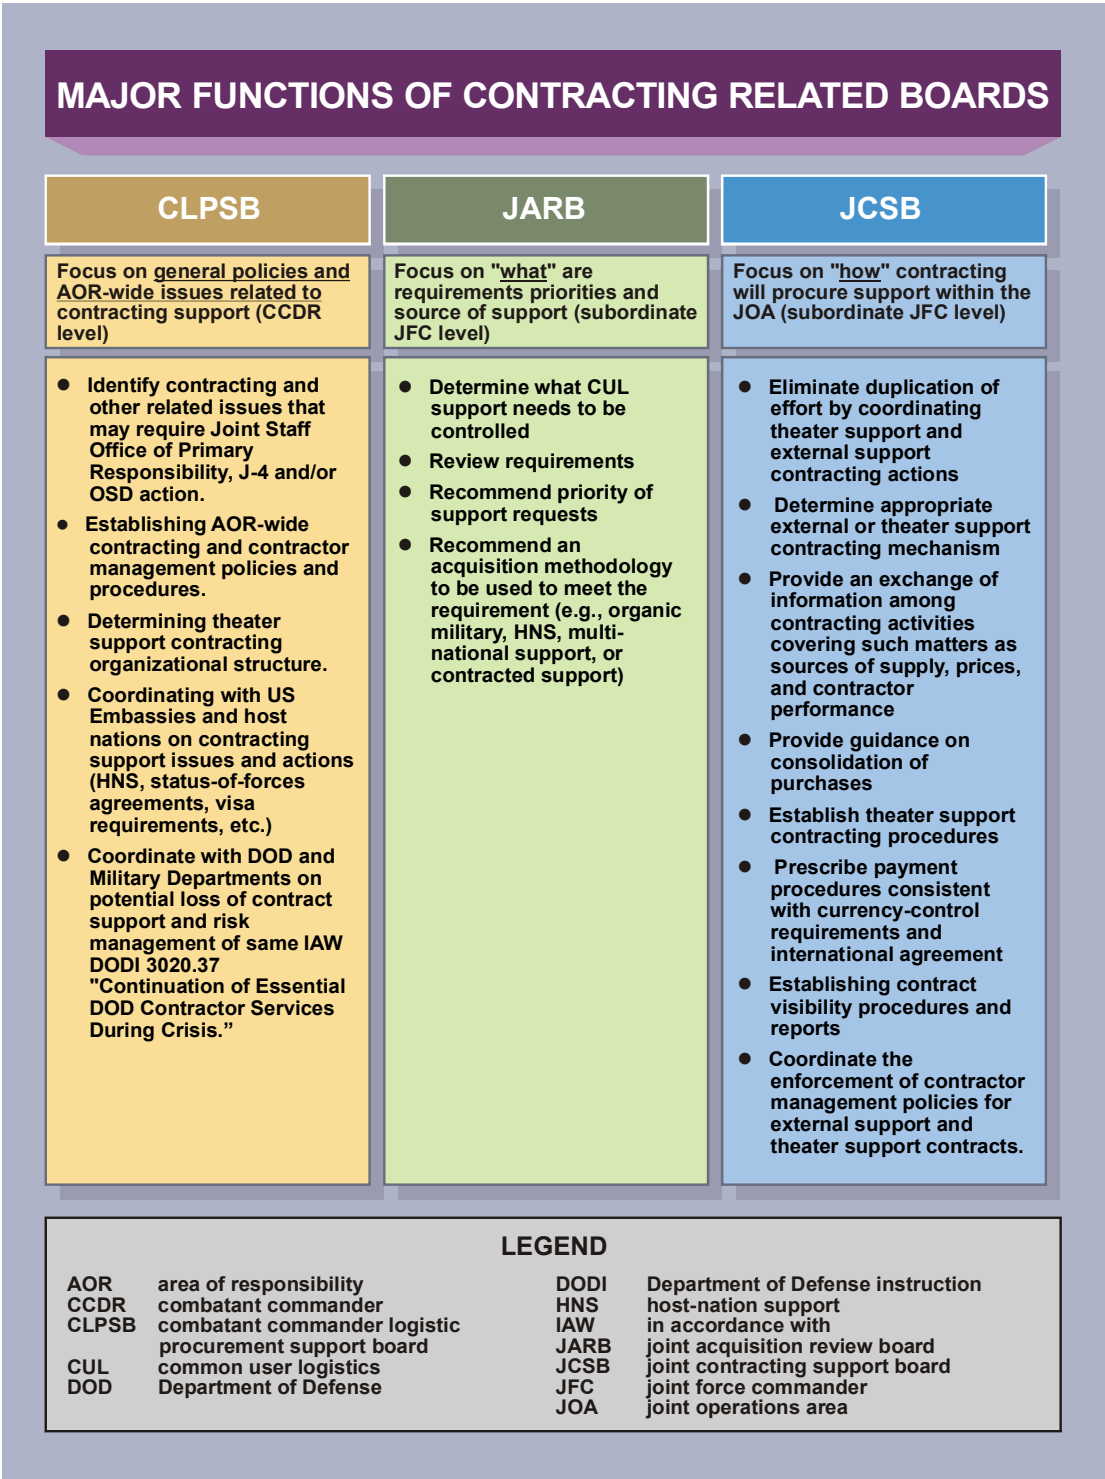 MAJOR FUNCTIONS OF CONTRACTING RELATED BOARDS
CLPSB
Focus on general policies and
AOR-wide issues related to
contracting support (CCDR
level)
● Identify contracting and
other related issues that
may require Joint Staff
Office of Primary
Responsibility, J-4 and/or
OSD action.
● Establishing AOR-wide
contracting and contractor
management policies and
procedures.
● Determining theater
support contracting
organizational structure.
● Coordinating with US
Embassies and host
nations on contracting
support issues and actions
(HNS, status-of-forces
agreements, visa
requirements, etc.)
● Coordinate with DOD and
Military Departments on
potential loss of contract
support and risk
management of same IAW
DODI 3020.37
"Continuation of Essential
DOD Contractor Services
During Crisis.”
JARB
Focus on "what" are
requirements priorities and
source of support (subordinate
JFC level)
● Determine what CUL
support needs to be
controlled
● Review requirements
● Recommend priority of
support requests
● Recommend an
acquisition methodology
to be used to meet the
requirement (e.g., organic
military, HNS, multi-
national support, or
contracted support)
JCSB
Focus on "how" contracting
will procure support within the
JOA (subordinate JFC level)
● Eliminate duplication of
effort by coordinating
theater support and
external support
contracting actions
● Determine appropriate
external or theater support
contracting mechanism
● Provide an exchange of
information among
contracting activities
covering such matters as
sources of supply, prices,
and contractor
performance
● Provide guidance on
consolidation of
purchases
● Establish theater support
contracting procedures
● Prescribe payment
procedures consistent
with currency-control
requirements and
international agreement
● Establishing contract
visibility procedures and
reports
● Coordinate the
enforcement of contractor
management policies for
external support and
theater support contracts.
LEGEND
AOR area of responsibility
CCDR combatant commander
CLPSB combatant commander logistic
procurement support board
CUL common user logistics
DOD Department of Defense
DODI Department of Defense instruction
HNS host-nation support
IAW in accordance with
JARB joint acquisition review board
JCSB joint contracting support board
JFC joint force commander
JOA joint operations area